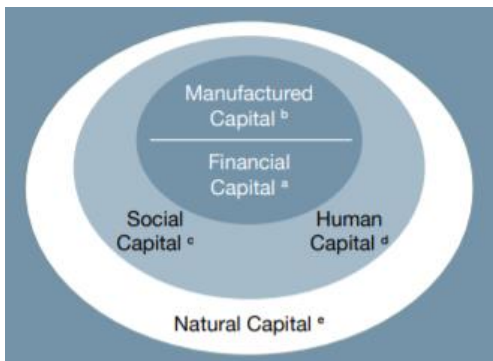 Manufactured
Capital ᵇ
Financial
Capital ᵃ
Social
Capital ᶜ
Human
Capital ᵈ
Natural Capital ᵉ